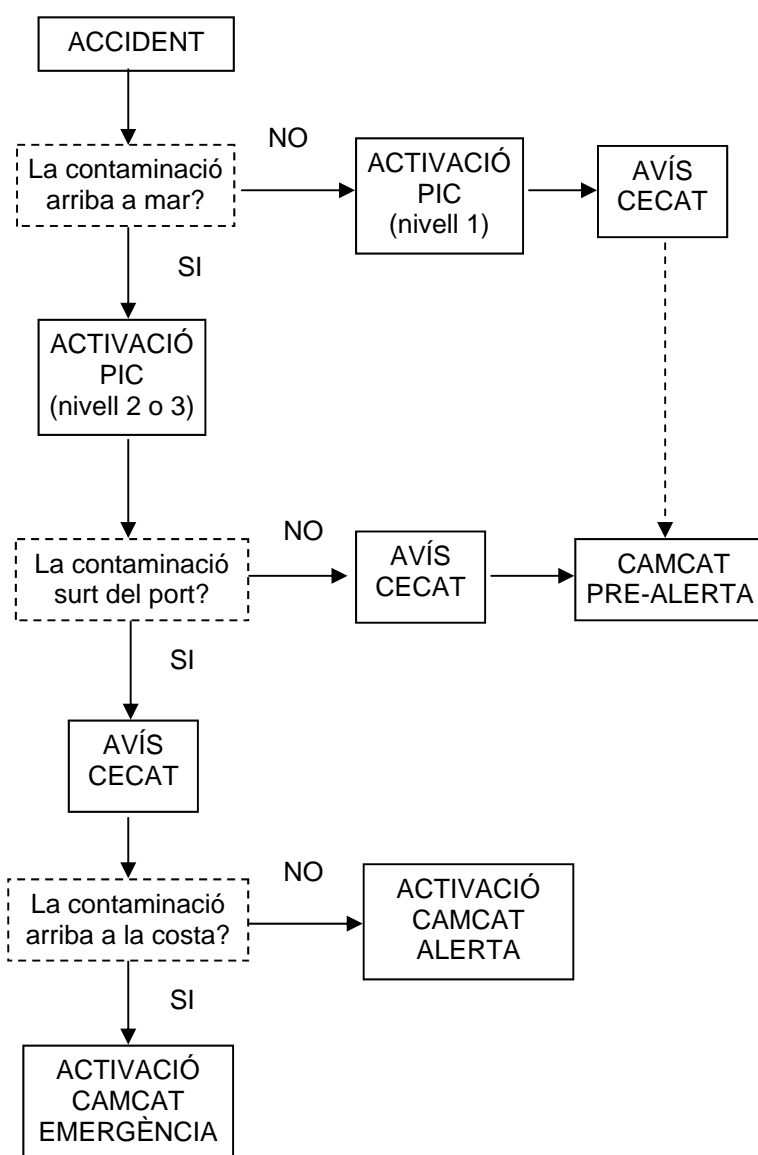 ACCIDENT
La contaminació
arriba a mar?
NO
ACTIVACIÓ
PIC
(nivell 1)
AVÍS
CECAT
SI
ACTIVACIÓ
PIC
(nivell 2 o 3)
La contaminació
surt del port?
NO
AVÍS
CECAT
CAMCAT
PRE-ALERTA
SI
AVÍS
CECAT
La contaminació
arriba a la costa?
NO
ACTIVACIÓ
CAMCAT
ALERTA
SI
ACTIVACIÓ
CAMCAT
EMERGÈNCIA